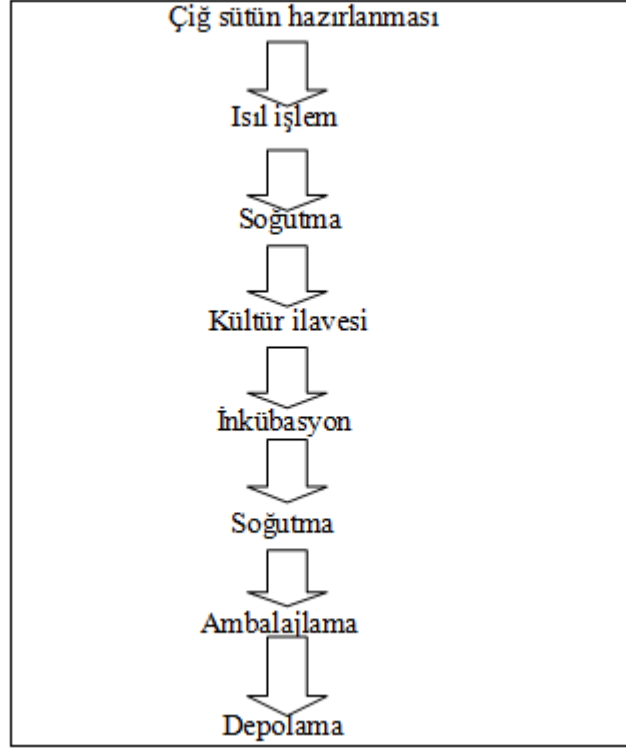 Çiğ sütün hazırlanması
Isıl işlem
Soğutma
Kültür ilavesi
İnkübasyon
Soğutma
Ambalajlama
Depolama